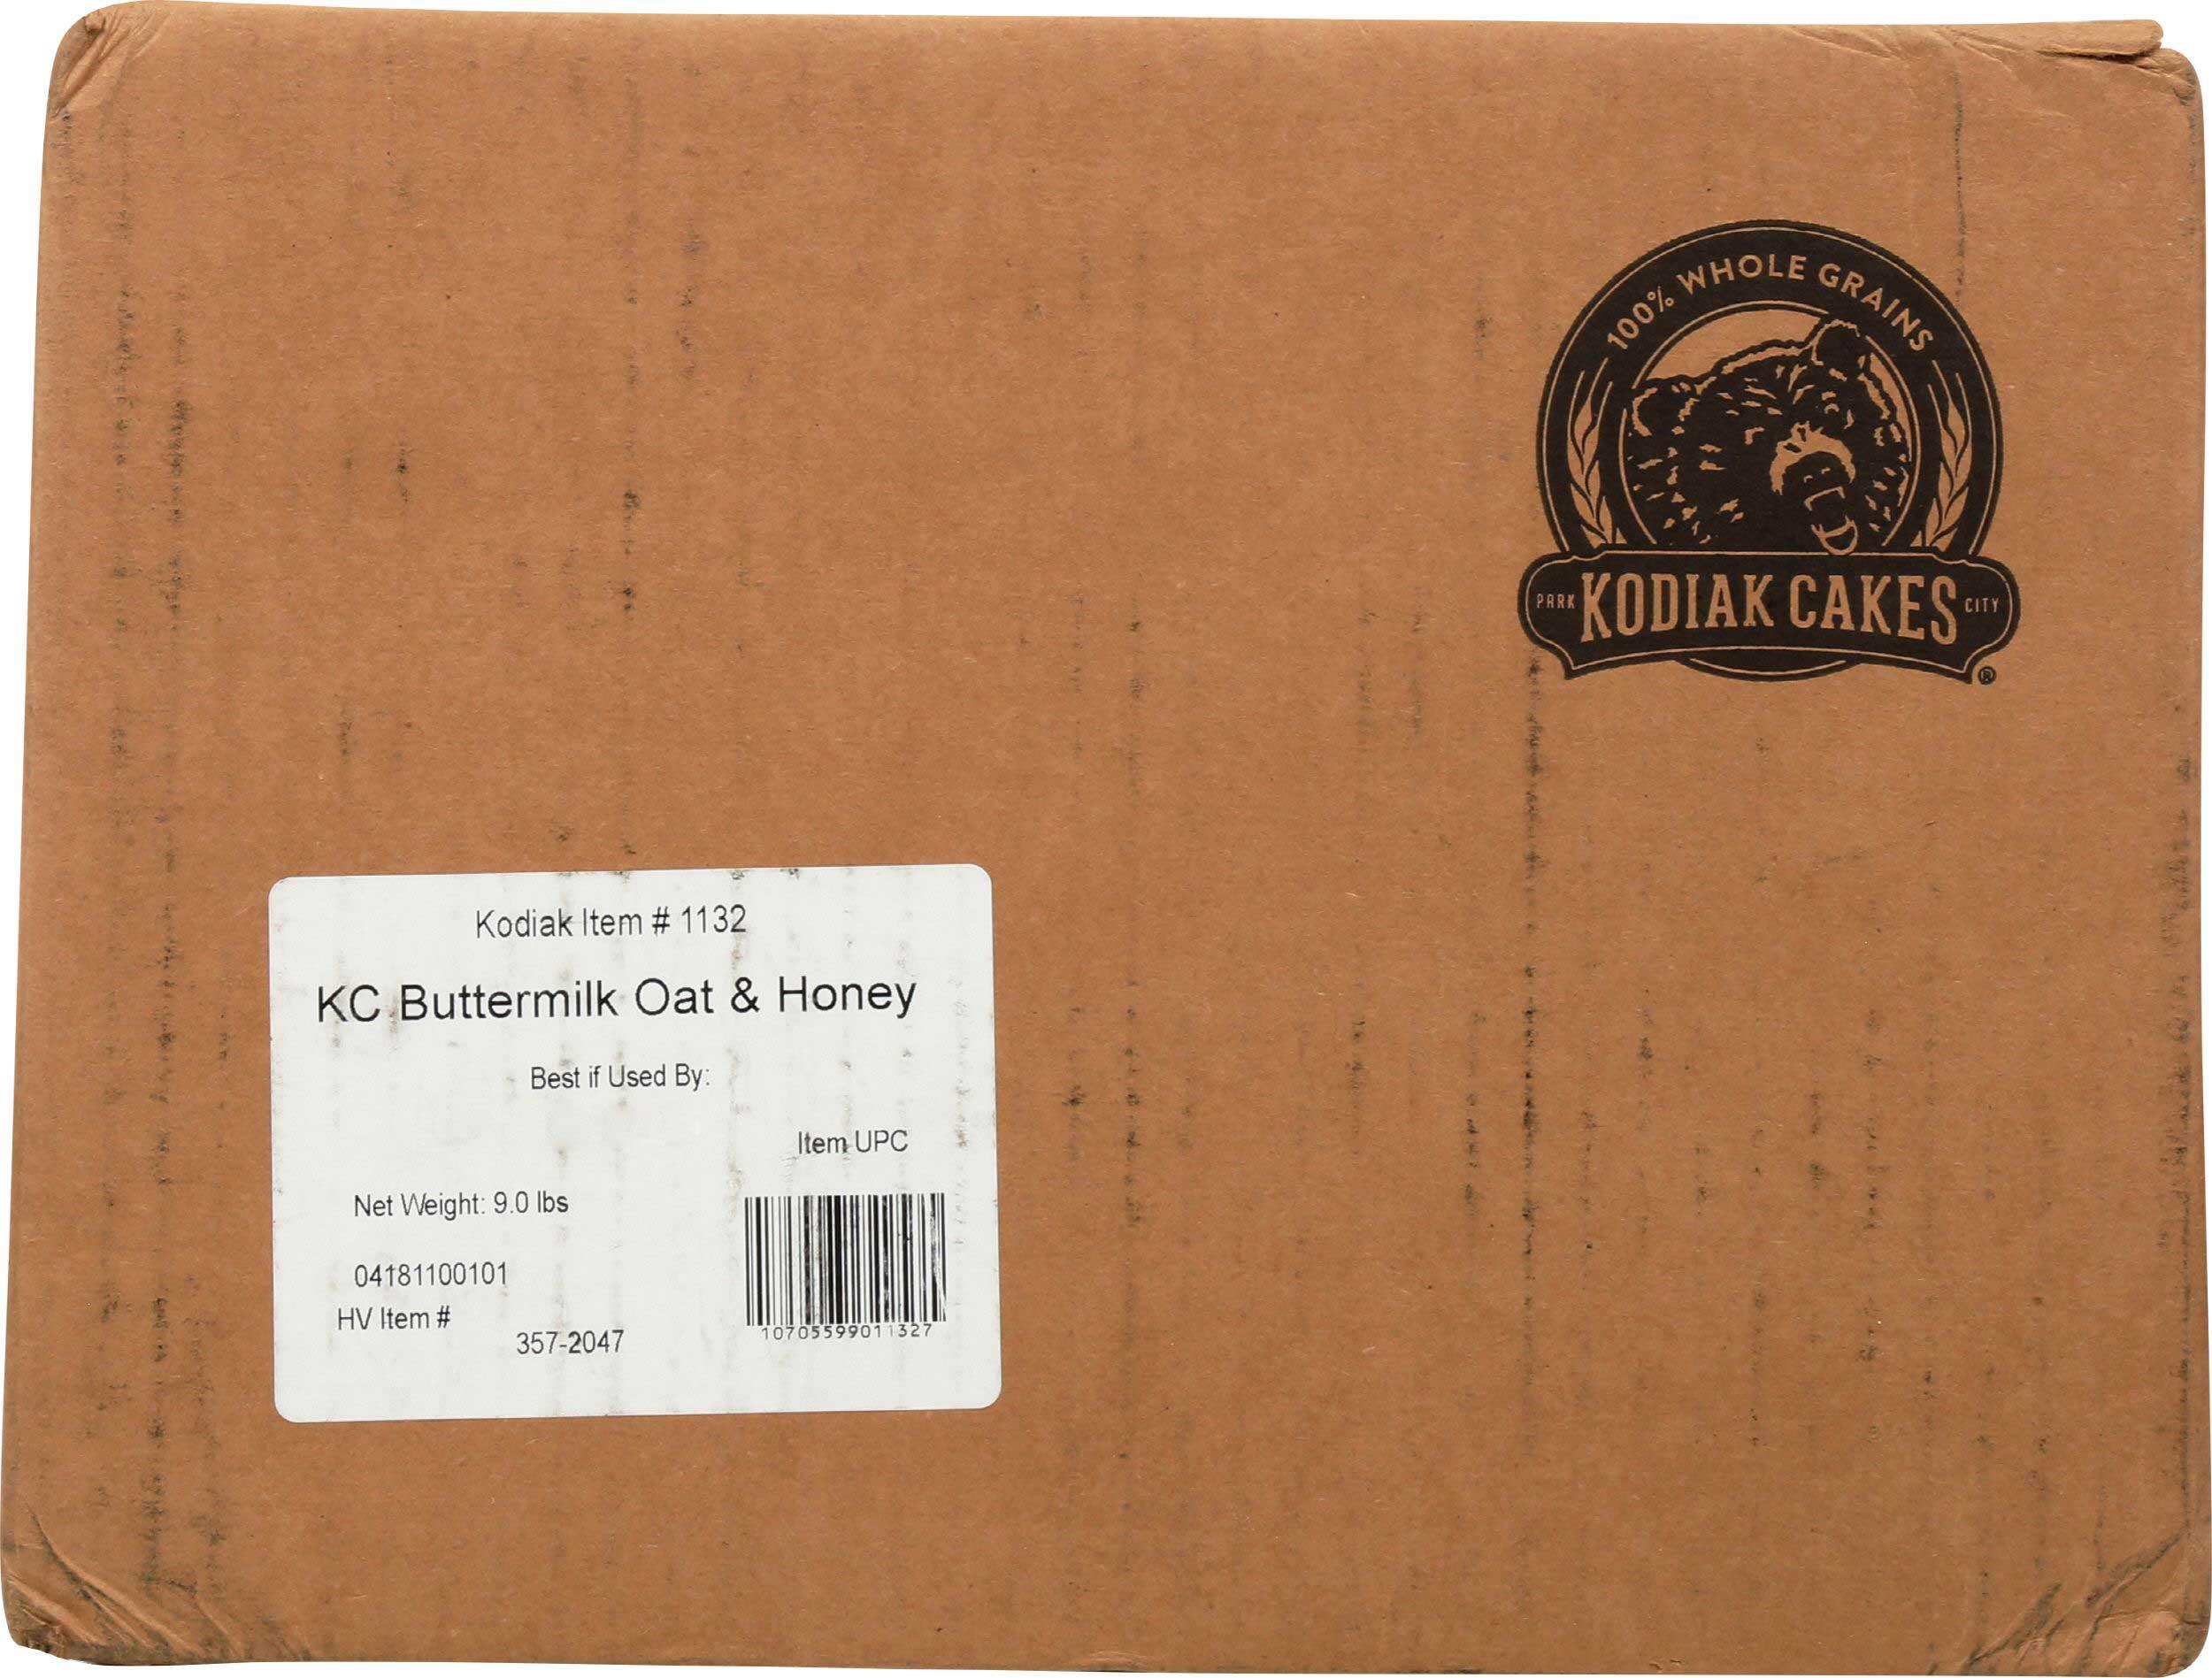 100% WHOLE GRAINS
PARK KODIAK CAKES CITY
®
Kodiak Item # 1132
KC Buttermilk Oat & Honey
Best if Used By:
Item UPC
Net Weight: 9.0 lbs
04181100101
HV Item #
357-2047
10705599011327